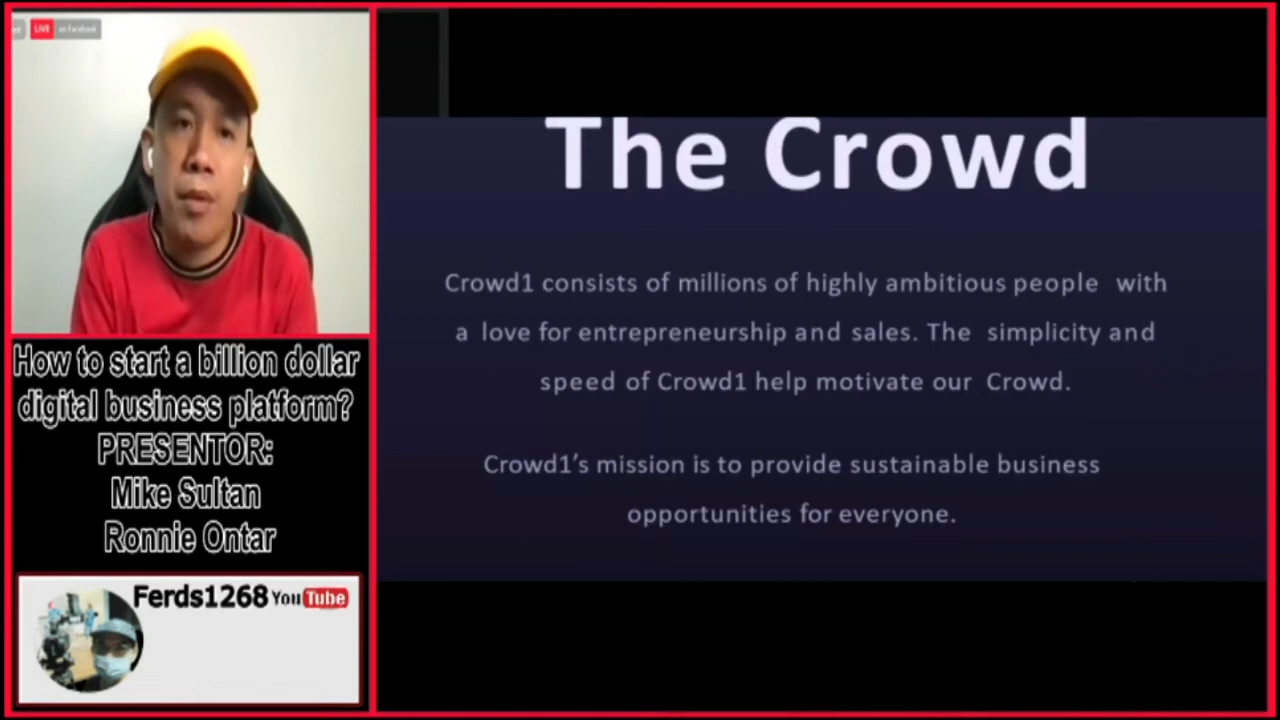 LIVE
on Facebook
The Crowd
Crowd1 consists of millions of highly ambitious people with
a love for entrepreneurship and sales. The simplicity and
speed of Crowd1 help motivate our Crowd.
Crowd1’s mission is to provide sustainable business
opportunities for everyone.
How to start a billion dollar
digital business platform?
PRESENTOR:
Mike Sultan
Ronnie Ontar
Ferds1268 YouTube